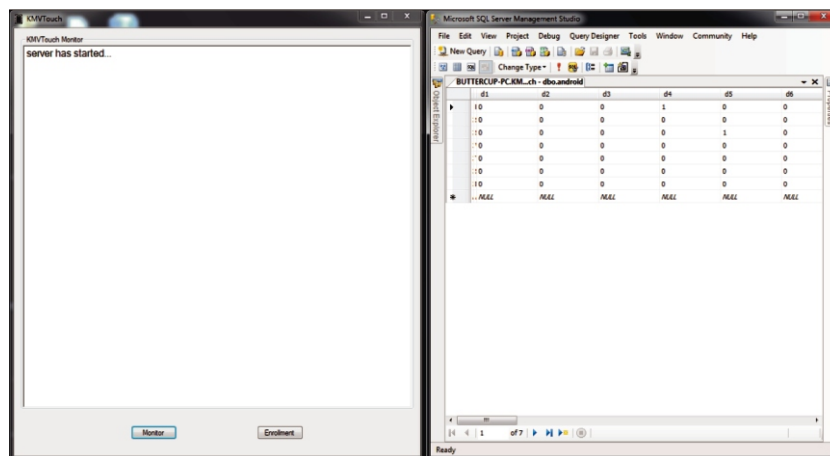 KMVTouch
KMVTouch Montor
server has started...
Montor
Enrolment
Microsoft SQL Server Management Studio
File Edit View Project Debug Query Designer Tools Window Community Help
New Query
Change Type
BUTTERCUP-PC.KM...ch - dbo.android
Object Explorer
d1 d2 d3 d4 d5 d6
0 0 0 1 0 0
0 0 0 0 0 0
0 0 0 0 1 0
0 0 0 0 0 0
0 0 0 0 0 0
0 0 0 0 0 0
0 0 0 0 0 0
NULL NULL NULL NULL NULL NULL
1 of 7
Ready